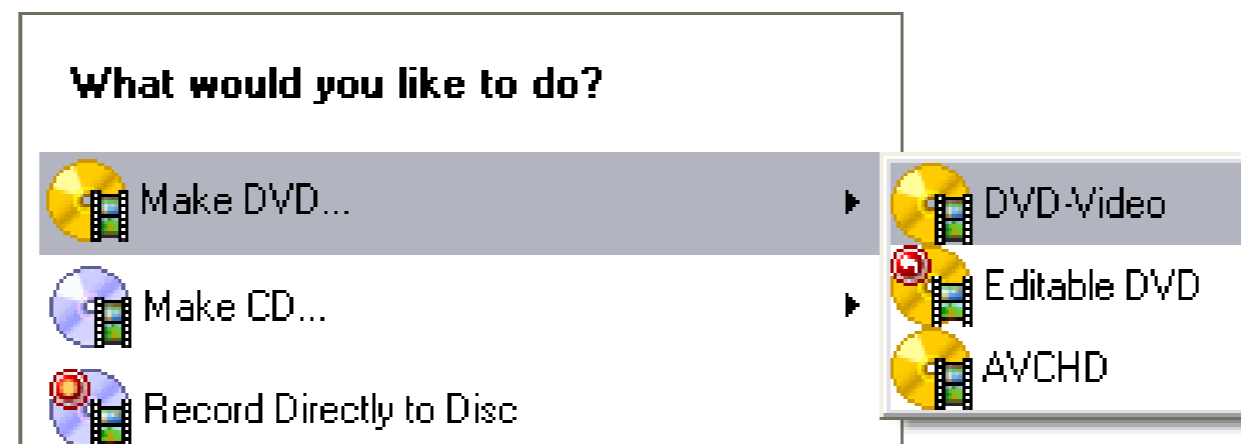 What would you like to do?
Make DVD...
DVD-Video
Editable DVD
AVCHD
Make CD...
Record Directly to Disc